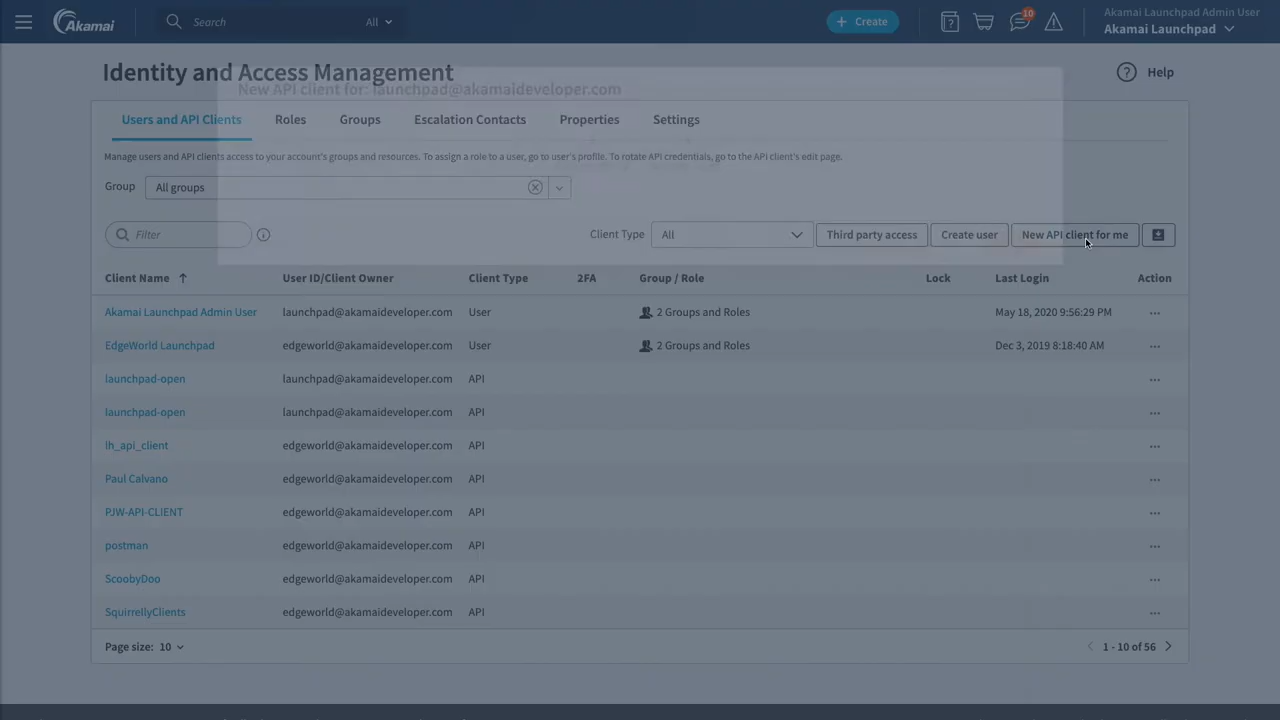 Akamai
Search
All
Create
10
Akamai Launchpad Admin User
Akamai Launchpad
Identity and Access Management
Help
New API client for: launchpad@akamaideveloper.com
Users and API Clients Roles Groups Escalation Contacts Properties Settings
Manage users and API clients access to your account's groups and resources. To assign a role to a user, go to user's profile. To rotate API credentials, go to the API client's edit page.
Group All groups
Filter Client Type All Third party access Create user New API client for me
Client Name User ID/Client Owner Client Type 2FA Group / Role Lock Last Login Action
Akamai Launchpad Admin User launchpad@akamaideveloper.com User 2 Groups and Roles May 18, 2020 9:56:29 PM ...
EdgeWorld Launchpad edgeworld@akamaideveloper.com User 2 Groups and Roles Dec 3, 2019 8:18:40 AM ...
launchpad-open launchpad@akamaideveloper.com API ...
launchpad-open launchpad@akamaideveloper.com API ...
lh_api_client edgeworld@akamaideveloper.com API ...
Paul Calvano edgeworld@akamaideveloper.com API ...
PJW-API-CLIENT edgeworld@akamaideveloper.com API ...
postman edgeworld@akamaideveloper.com API ...
ScoobyDoo edgeworld@akamaideveloper.com API ...
SquirrellyClients edgeworld@akamaideveloper.com API ...
Page size: 10 1 - 10 of 56